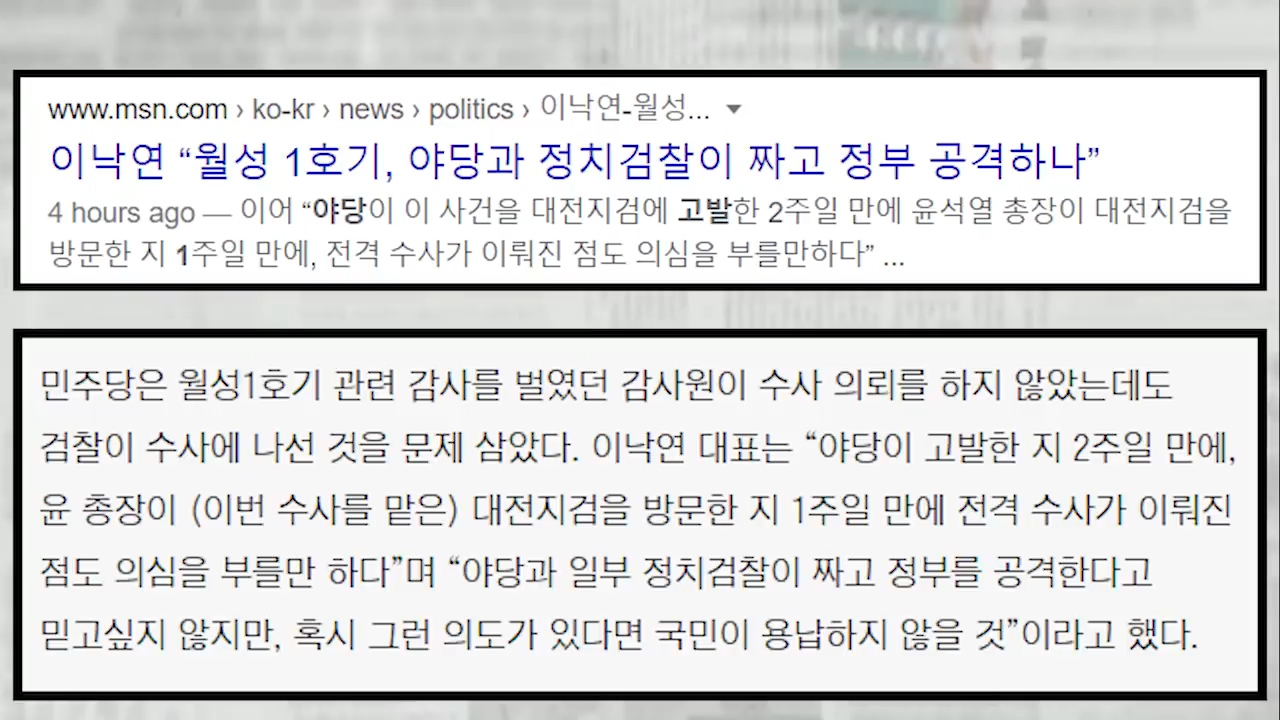 www.msn.com › ko-kr › news › politics › 이낙연-월성...
이낙연 “월성 1호기, 야당과 정치검찰이 짜고 정부 공격하나”
4 hours ago — 이어 “야당이 이 사건을 대전지검에 고발한 2주일 만에 윤석열 총장이 대전지검을
방문한 지 1주일 만에, 전격 수사가 이뤄진 점도 의심을 부를만하다” ...
민주당은 월성1호기 관련 감사를 벌였던 감사원이 수사 의뢰를 하지 않았는데도
검찰이 수사에 나선 것을 문제 삼았다. 이낙연 대표는 “야당이 고발한 지 2주일 만에,
윤 총장이 (이번 수사를 맡은) 대전지검을 방문한 지 1주일 만에 전격 수사가 이뤄진
점도 의심을 부를만 하다”며 “야당과 일부 정치검찰이 짜고 정부를 공격한다고
믿고싶지 않지만, 혹시 그런 의도가 있다면 국민이 용납하지 않을 것”이라고 했다.